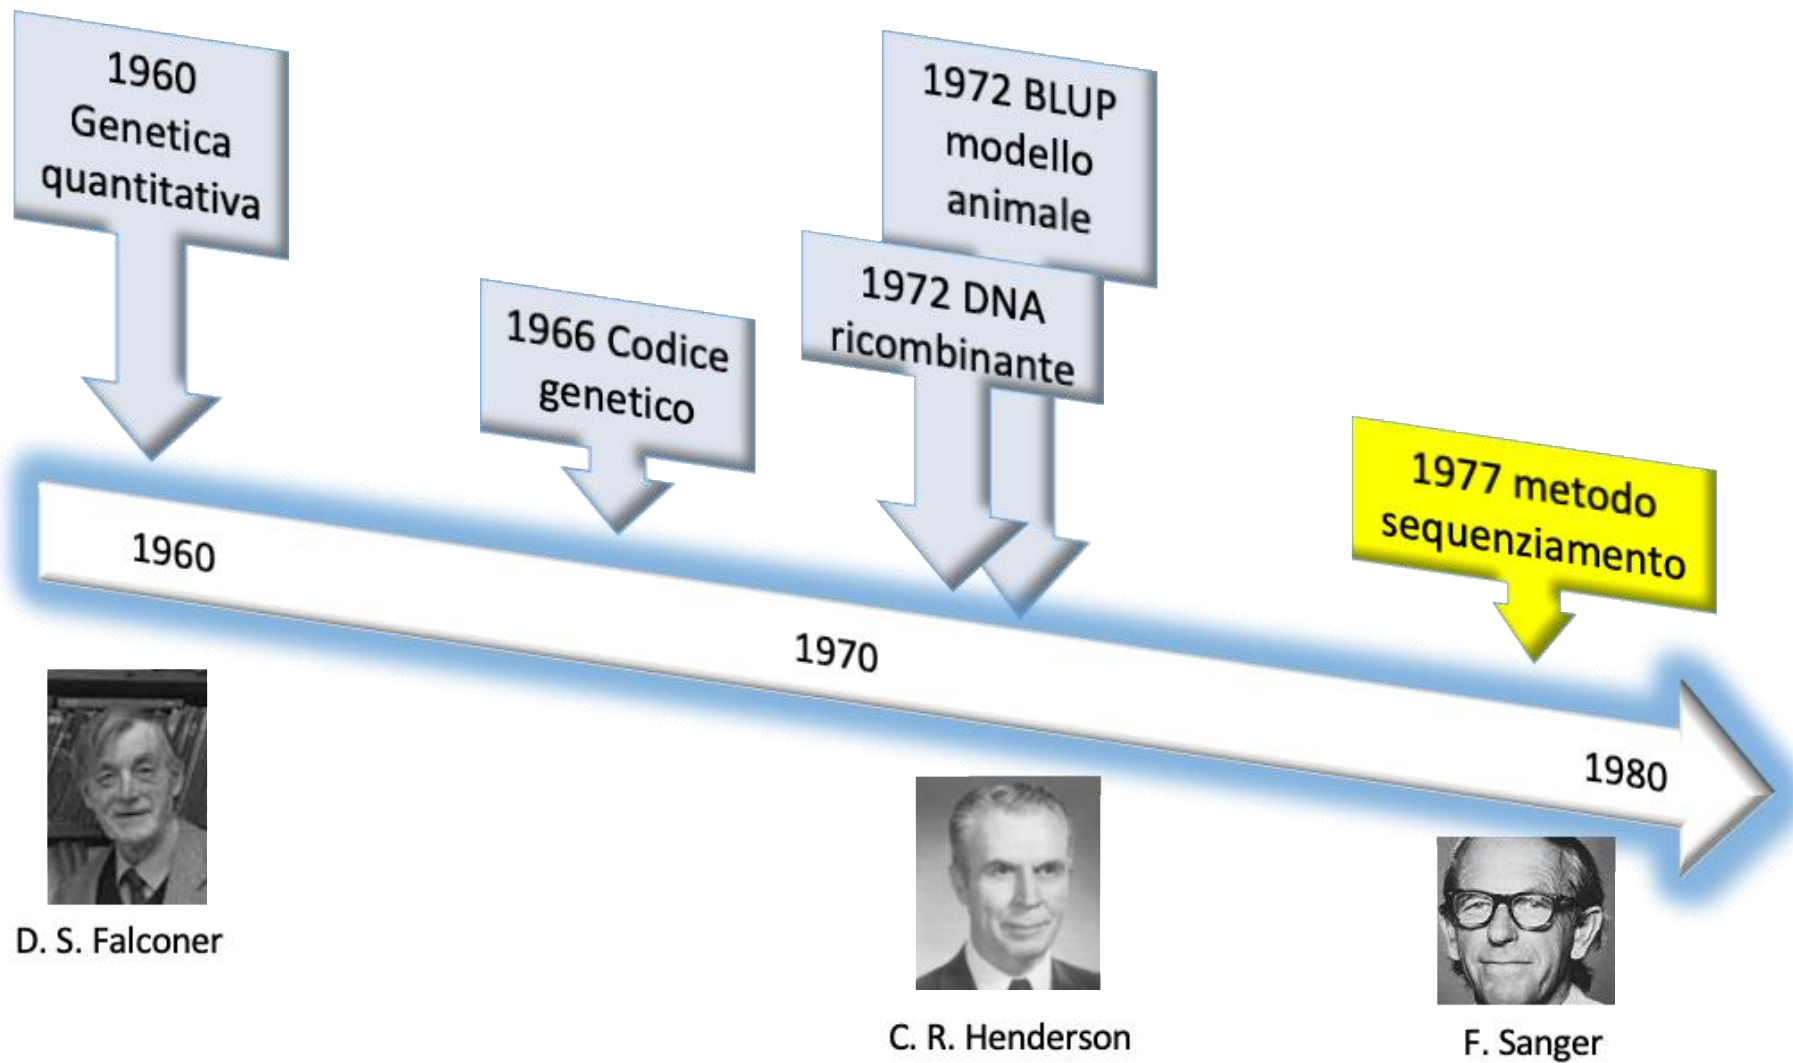 1960
Genetica
quantitativa
1966 Codice
genetico
1972 BLUP
modello
animale
1972 DNA
ricombinante
1977 metodo
sequenziamento
1960
1970
1980
D. S. Falconer
C. R. Henderson
F. Sanger